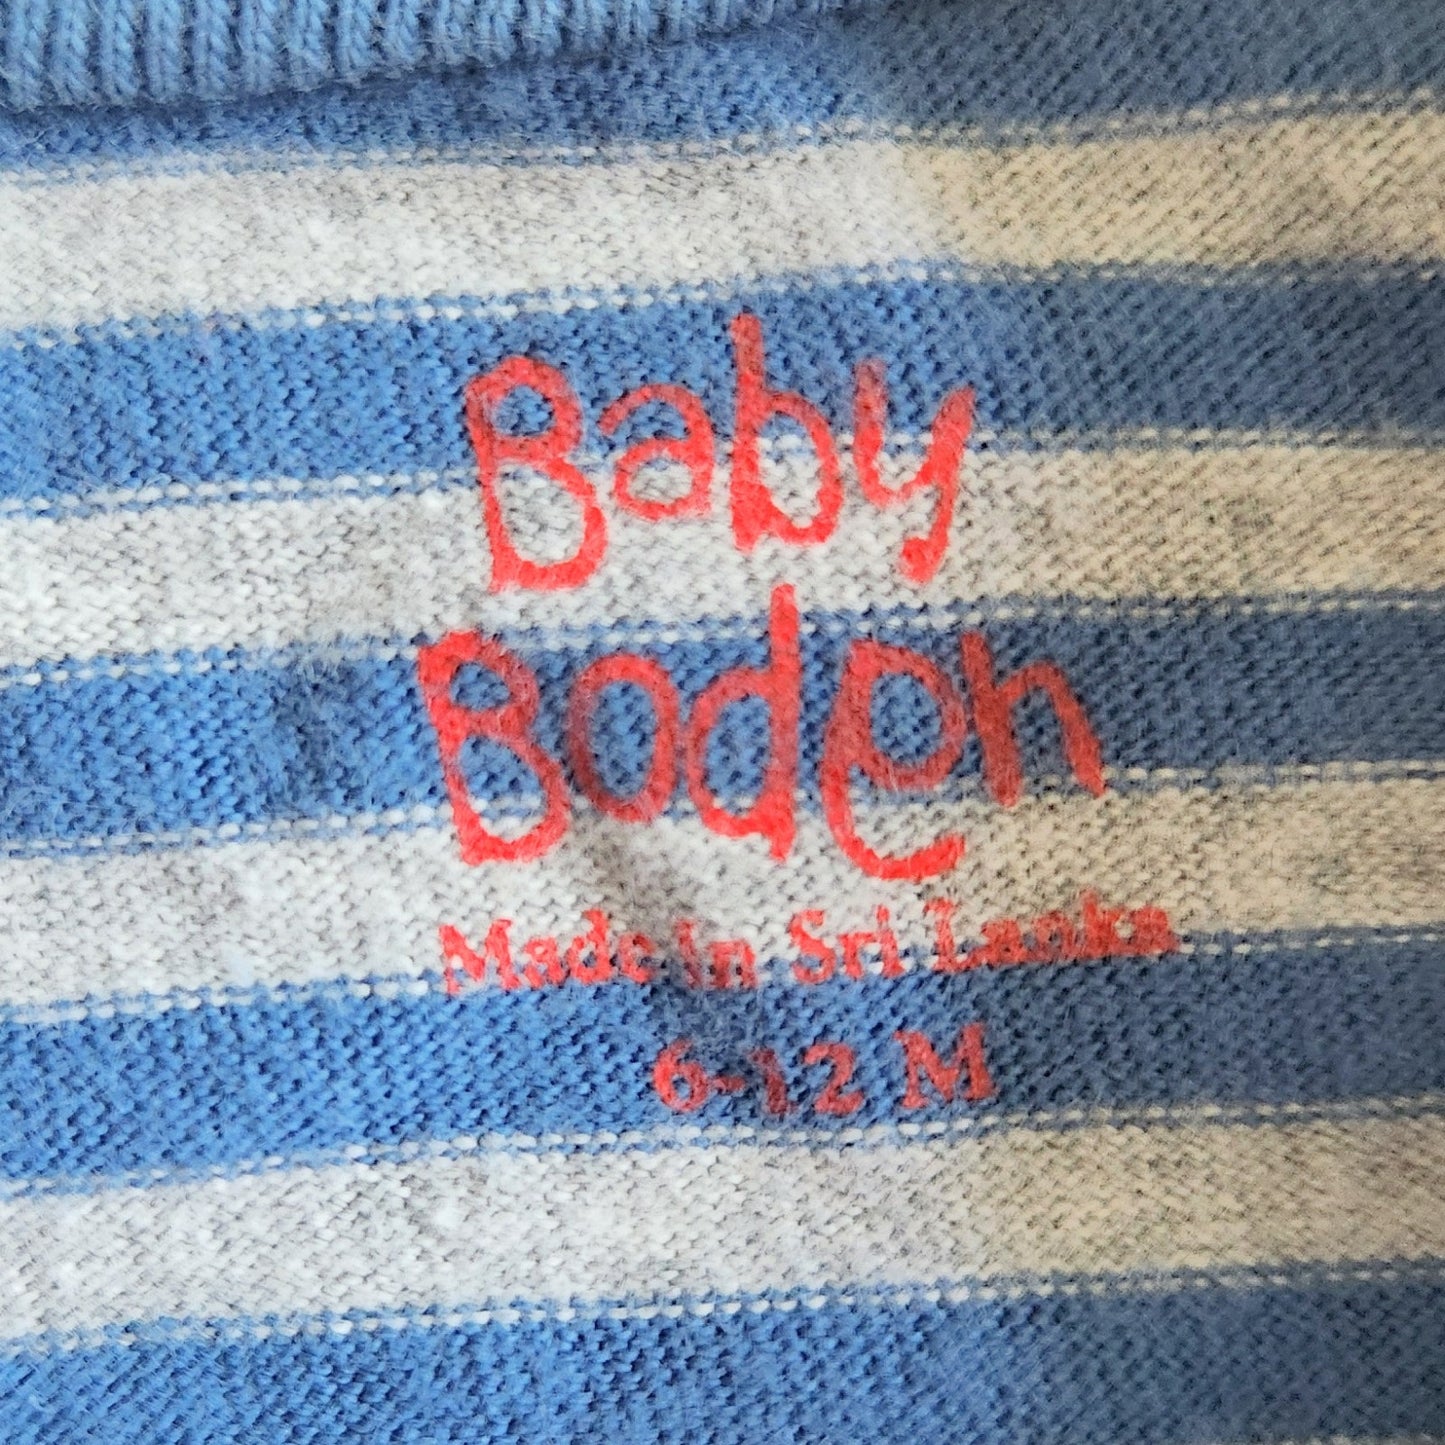 Baby
Boden
Made in Sri Lanka
6-12 M